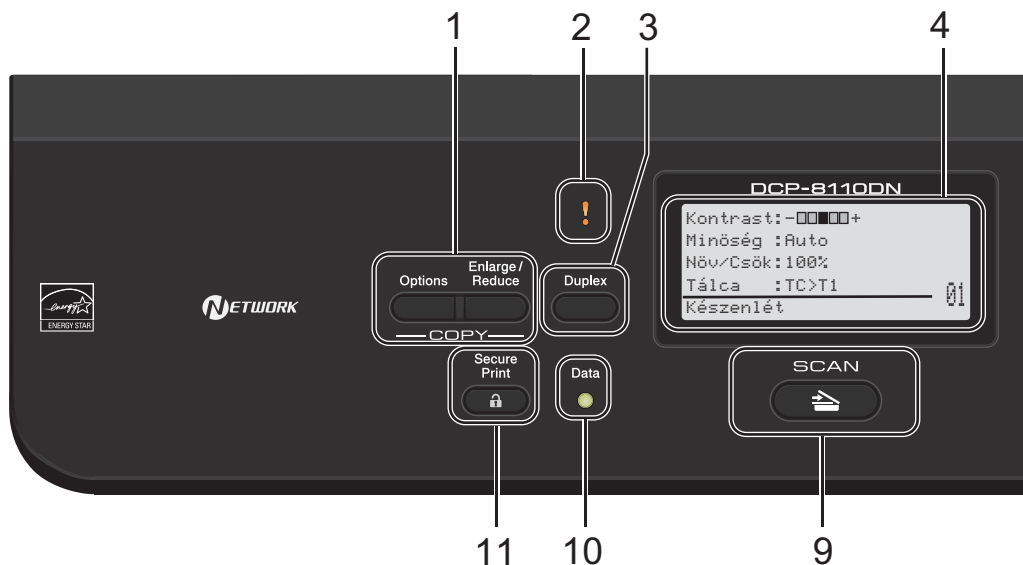 1
2
3
4
DCP-8110DN
Kontrast:-□□■□□+
Minöség :Auto
Növ/Csök:100%
Tálca :TC>T1
01
Készenlét
Options
Enlarge/
Reduce
COPY
Duplex
energy
ENERGY STAR
NETWORK
Secure
Print
Data
SCAN
11
10
9